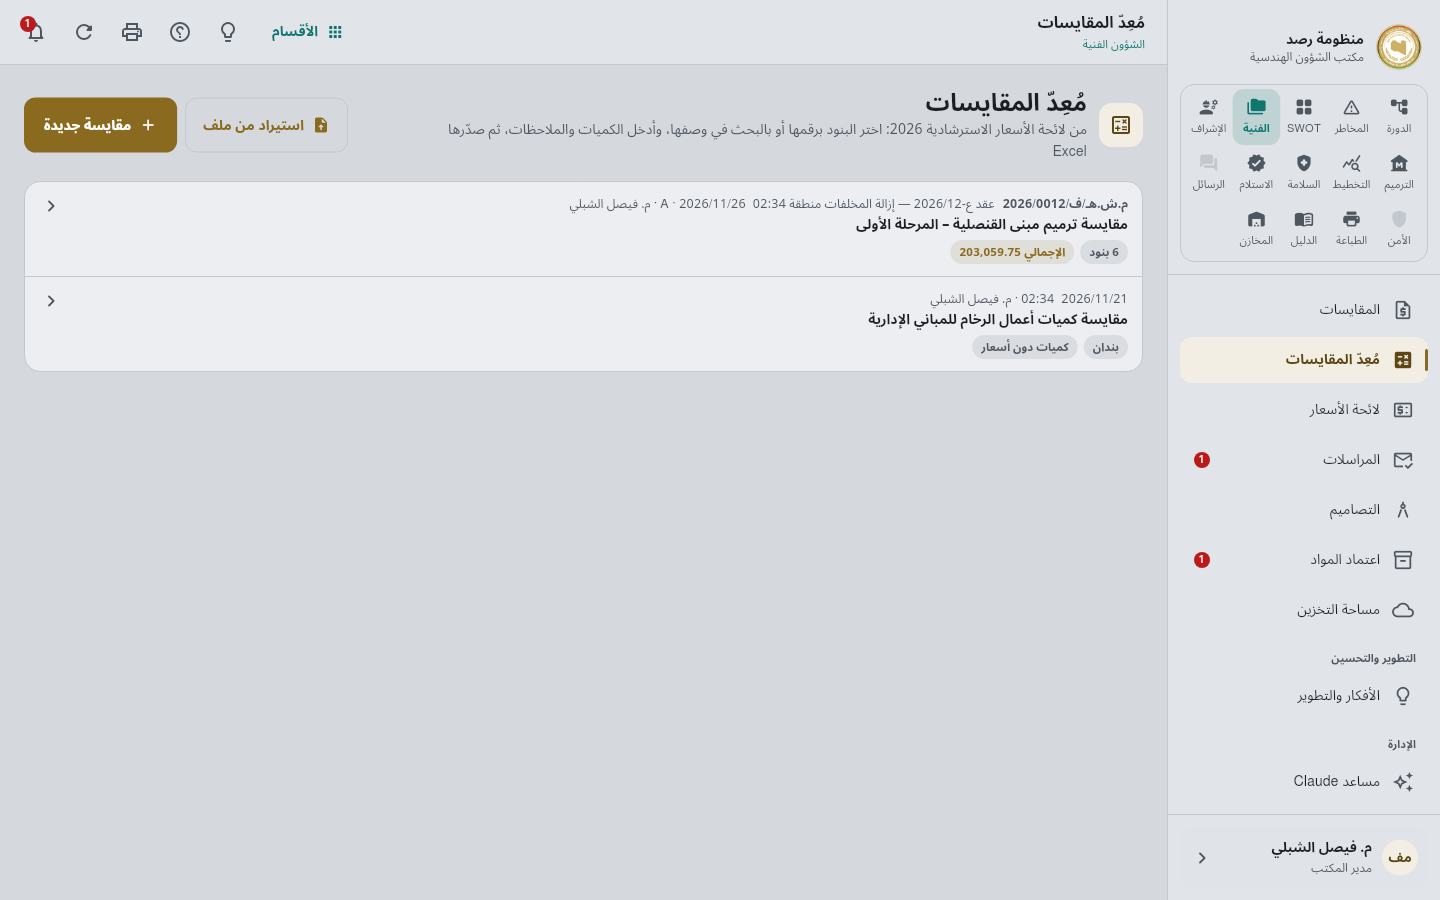 منظومة رصد
مكتب الشؤون الهندسية
الدورة
المخاطر
SWOT
الفنية
الإشراف
الترميم
التخطيط
السلامة
الاستلام
الرسائل
الأمن
الطباعة
الدليل
المخازن
المقايسات
مُعِدّ المقايسات
لائحة الأسعار
المراسلات
1
التصاميم
اعتماد المواد
1
مساحة التخزين
التطوير والتحسين
الأفكار والتطوير
الإدارة
مساعد Claude
مف
م. فيصل الشبلي
مدير المكتب
مُعِدّ المقايسات
الشؤون الفنية
الأقسام
1
مُعِدّ المقايسات
من لائحة الأسعار الاسترشادية 2026: اختر البنود برقمها أو بالبحث في وصفها، وأدخل الكميات والملاحظات، ثم صدّرها
Excel
استيراد من ملف
مقايسة جديدة
م.ش.هـ/ف/2026/0012 عقد ع-2026/12 — إزالة المخلفات منطقة A · 2026/11/26 02:34 · م. فيصل الشبلي
مقايسة ترميم مبنى القنصلية – المرحلة الأولى
6 بنود
الإجمالي 203,059.75
2026/11/21 02:34 · م. فيصل الشبلي
مقايسة كميات أعمال الرخام للمباني الإدارية
بندان
كميات دون أسعار